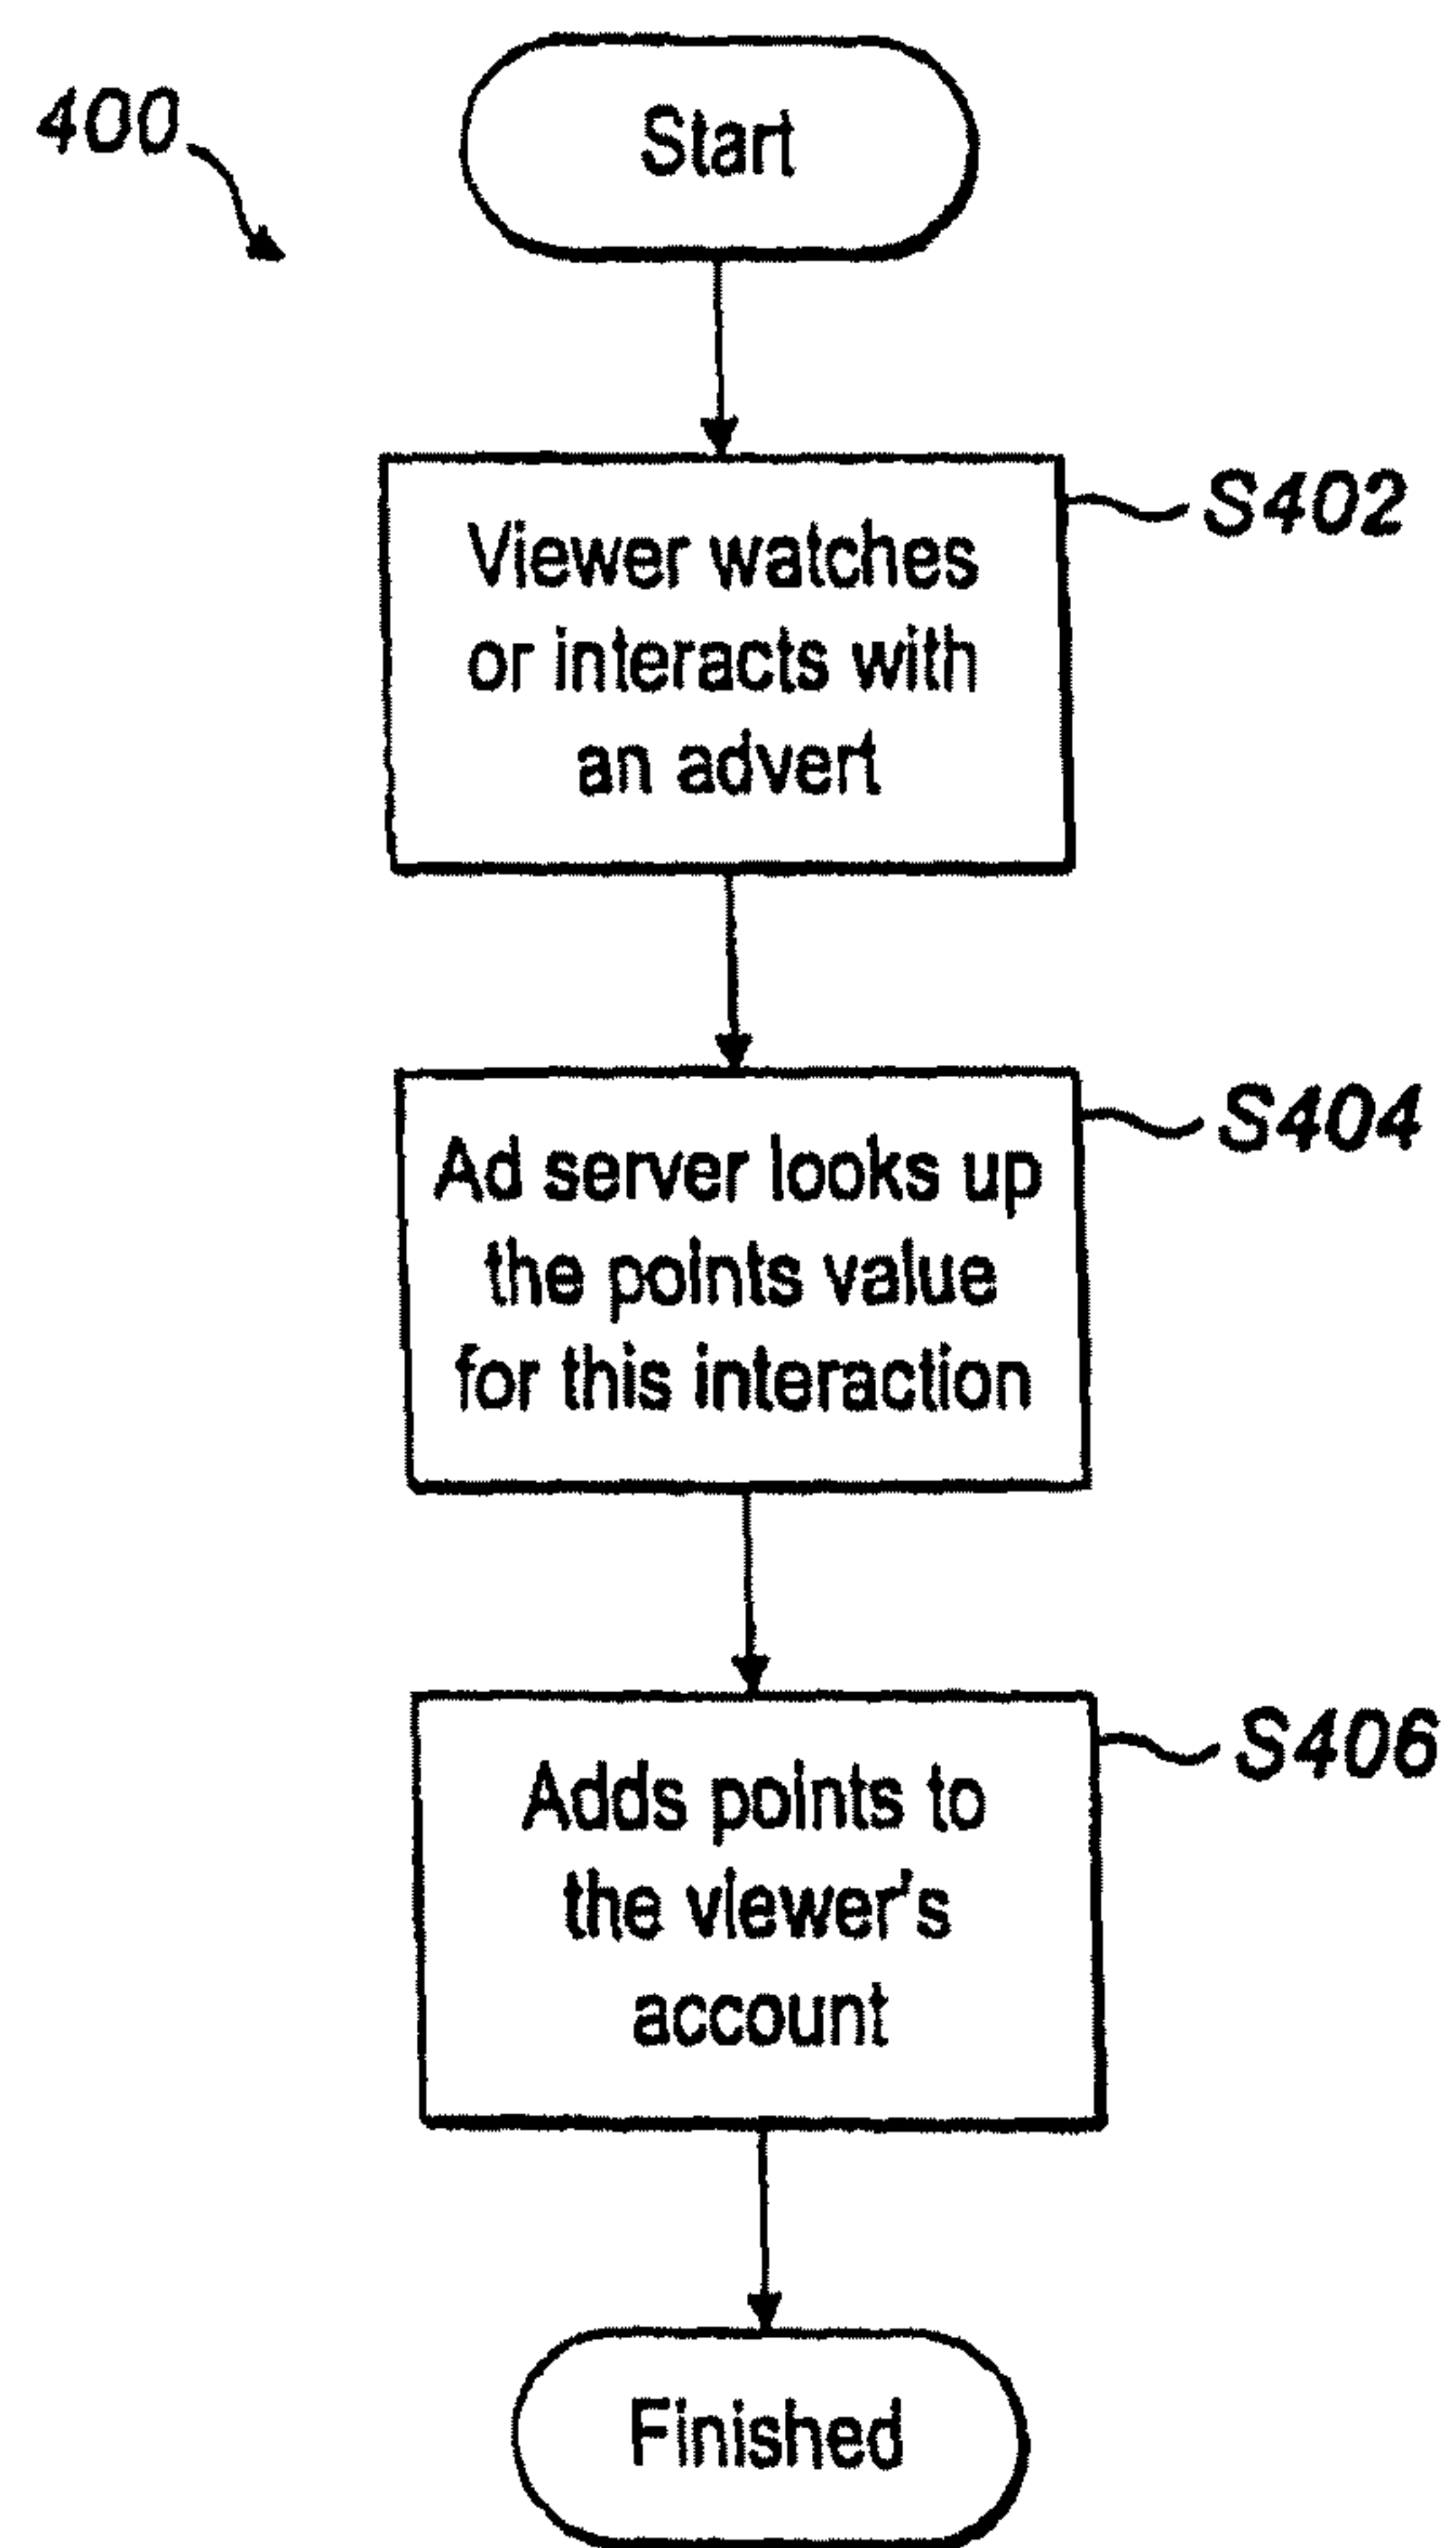 400
Start
Viewer watches
or interacts with
an advert
S402
Ad server looks up
the points value
for this interaction
S404
Adds points to
the viewer's
account
S406
Finished